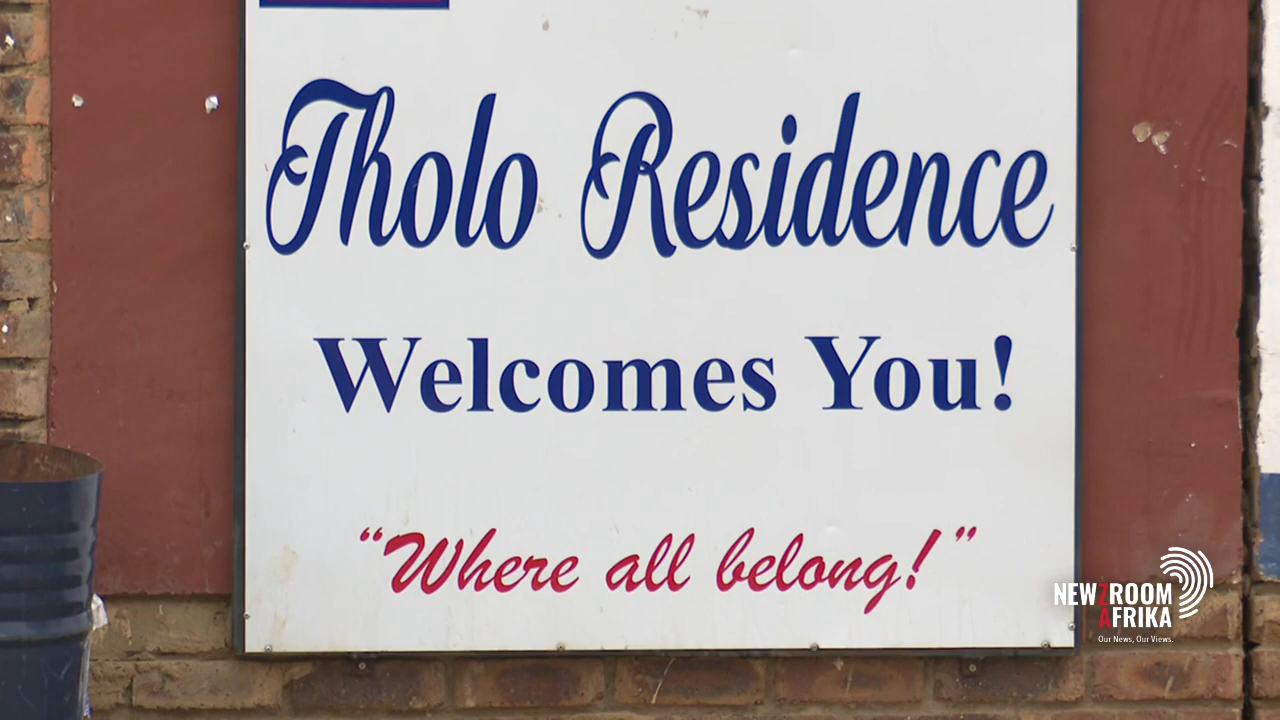 Tholo Residence
Welcomes You!
“Where all belong!”
NEWZROOM
AFRIKA
Our News, Our Views.